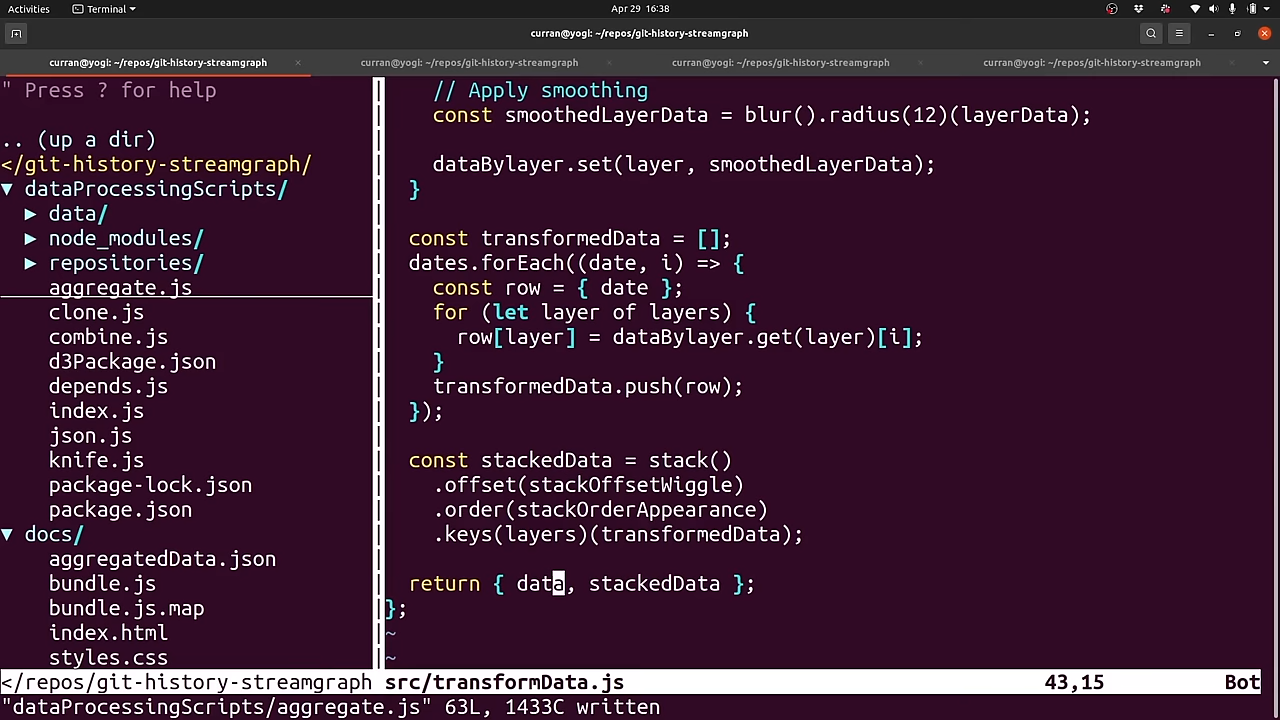 Activities
Terminal
Apr 29 16:38
curran@yogi: ~/repos/git-history-streamgraph
curran@yogi: ~/repos/git-history-streamgraph
curran@yogi: ~/repos/git-history-streamgraph
curran@yogi: ~/repos/git-history-streamgraph
curran@yogi: ~/repos/git-history-streamgraph
" Press ? for help
.. (up a dir)
</git-history-streamgraph/
▼ dataProcessingScripts/
▶ data/
▶ node_modules/
▶ repositories/
aggregate.js
clone.js
combine.js
d3Package.json
depends.js
index.js
json.js
knife.js
package-lock.json
package.json
▼ docs/
aggregatedData.json
bundle.js
bundle.js.map
index.html
styles.css
// Apply smoothing
const smoothedLayerData = blur().radius(12)(layerData);
dataBylayer.set(layer, smoothedLayerData);
}
const transformedData = [];
dates.forEach((date, i) => {
const row = { date };
for (let layer of layers) {
row[layer] = dataBylayer.get(layer)[i];
}
transformedData.push(row);
});
const stackedData = stack()
.offset(stackOffsetWiggle)
.order(stackOrderAppearance)
.keys(layers)(transformedData);
return { data, stackedData };
};
~
~
</repos/git-history-streamgraph src/transformData.js 43,15 Bot
"dataProcessingScripts/aggregate.js" 63L, 1433C written